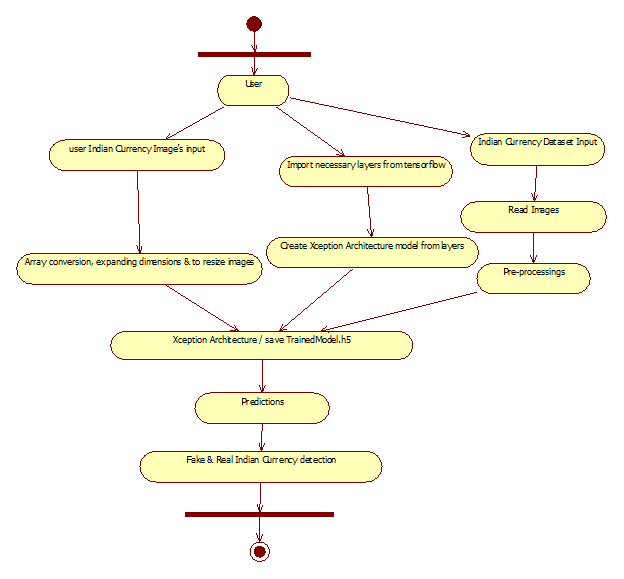 User
user Indian Currency Image's input
Import necessary layers from tensorflow
Indian Currency Dataset Input
Read Images
Array conversion, expanding dimensions & to resize images
Create Xception Architecture model from layers
Pre-processings
Xception Architecture / save TrainedModel.h5
Predictions
Fake & Real Indian Currency detection